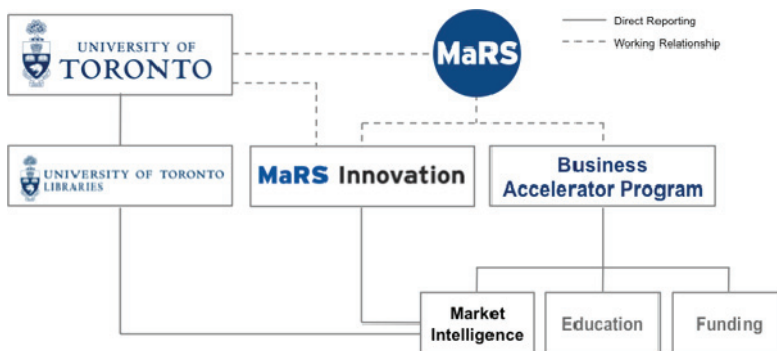 UNIVERSITY OF
TORONTO
MaRS
Direct Reporting
Working Relationship
UNIVERSITY OF TORONTO
LIBRARIES
MaRS Innovation
Business
Accelerator Program
Market
Intelligence
Education
Funding